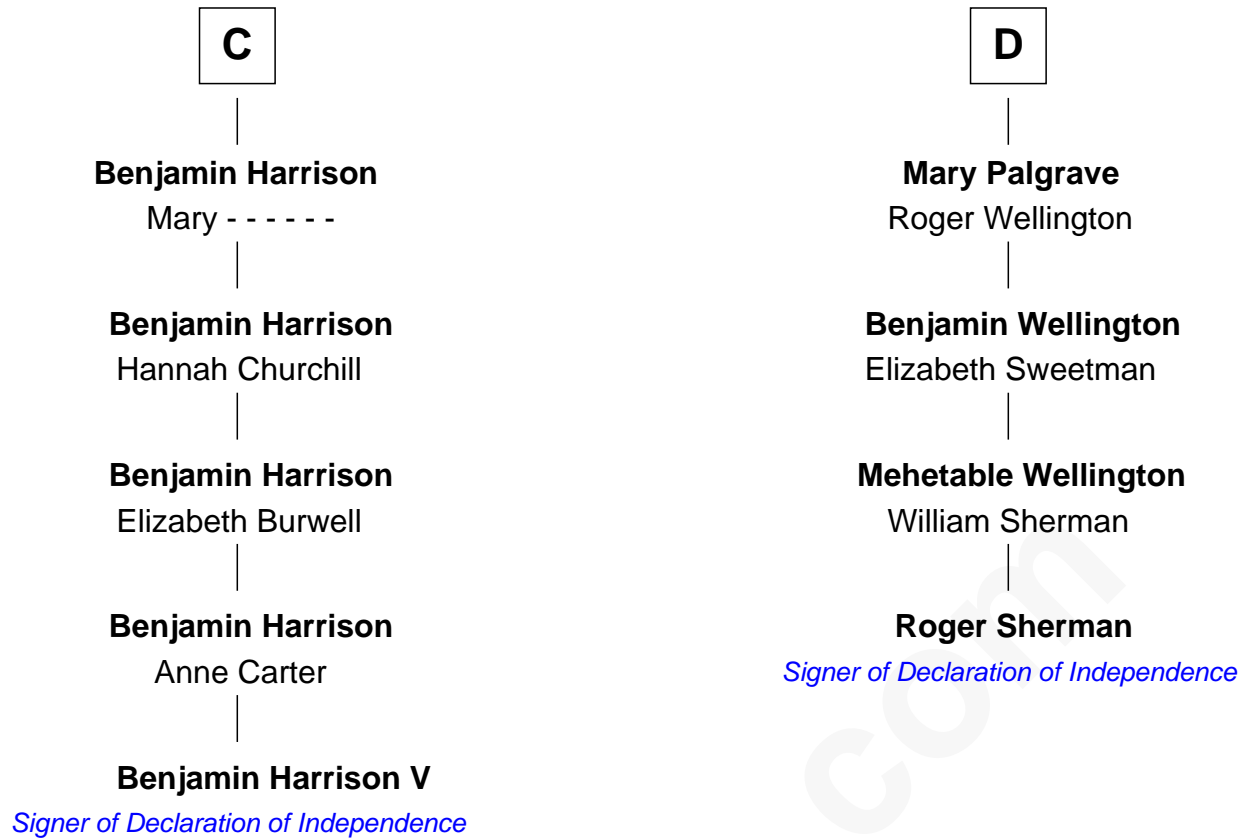 C
Benjamin Harrison
Mary - - - - - -
Benjamin Harrison
Hannah Churchill
Benjamin Harrison
Elizabeth Burwell
Benjamin Harrison
Anne Carter
Benjamin Harrison V
Signer of Declaration of Independence
D
Mary Palgrave
Roger Wellington
Benjamin Wellington
Elizabeth Sweetman
Mehetable Wellington
William Sherman
Roger Sherman
Signer of Declaration of Independence
com